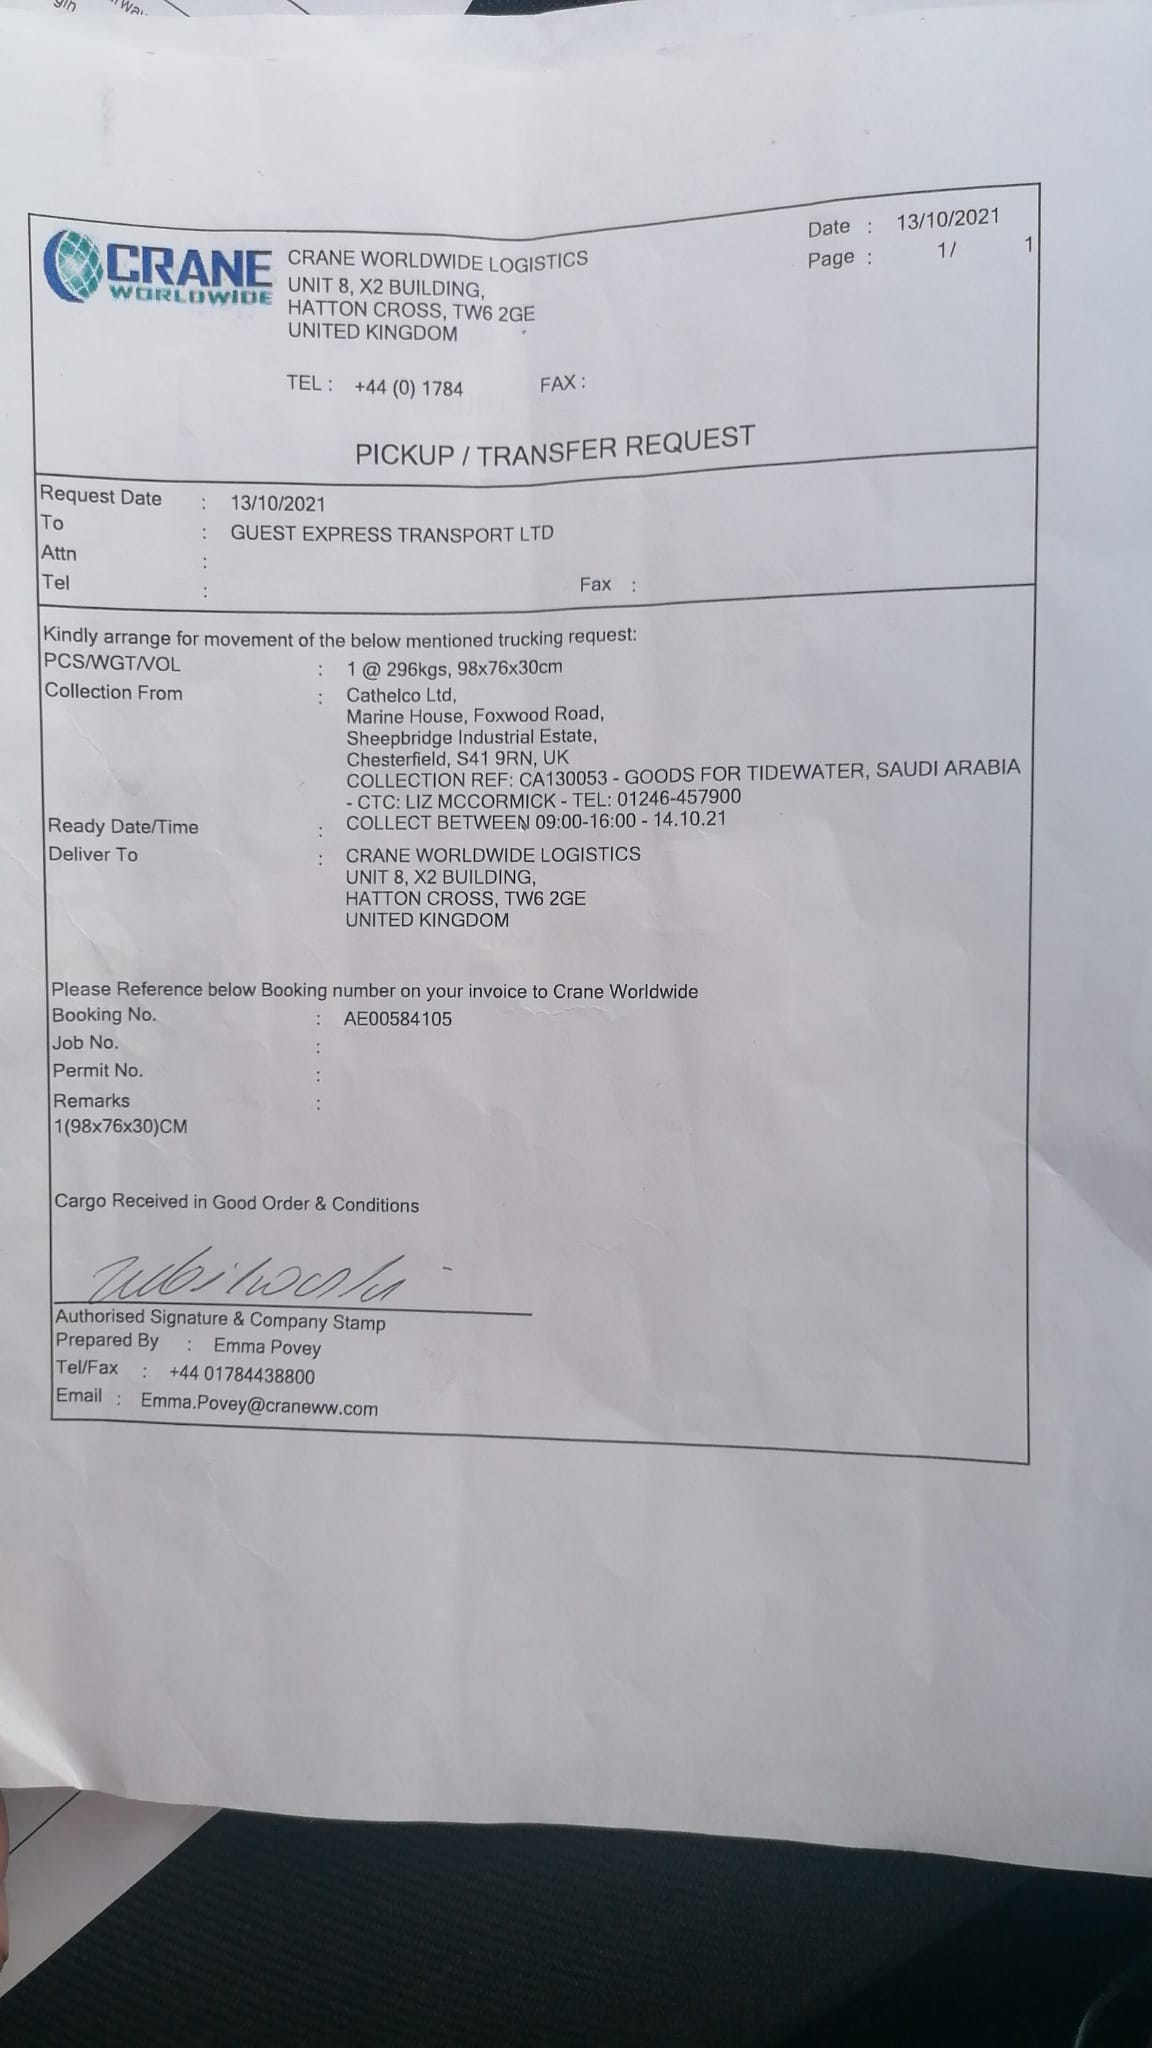 CRANE
WORLDWIDE
CRANE WORLDWIDE LOGISTICS
UNIT 8, X2 BUILDING,
HATTON CROSS, TW6 2GE
UNITED KINGDOM
Date : 13/10/2021
Page : 1/ 1
TEL : +44 (0) 1784 FAX :
PICKUP / TRANSFER REQUEST
Request Date : 13/10/2021
To : GUEST EXPRESS TRANSPORT LTD
Attn :
Tel : Fax :
Kindly arrange for movement of the below mentioned trucking request:
PCS/WGT/VOL : 1 @ 296kgs, 98x76x30cm
Collection From : Cathelco Ltd,
Marine House, Foxwood Road,
Sheepbridge Industrial Estate,
Chesterfield, S41 9RN, UK
COLLECTION REF: CA130053 - GOODS FOR TIDEWATER, SAUDI ARABIA
- CTC: LIZ MCCORMICK - TEL: 01246-457900
Ready Date/Time : COLLECT BETWEEN 09:00-16:00 - 14.10.21
Deliver To : CRANE WORLDWIDE LOGISTICS
UNIT 8, X2 BUILDING,
HATTON CROSS, TW6 2GE
UNITED KINGDOM
Please Reference below Booking number on your invoice to Crane Worldwide
Booking No. : AE00584105
Job No. :
Permit No. :
Remarks :
1(98x76x30)CM
Cargo Received in Good Order & Conditions
Authorised Signature & Company Stamp
Prepared By : Emma Povey
Tel/Fax : +44 01784438800
Email : Emma.Povey@craneww.com